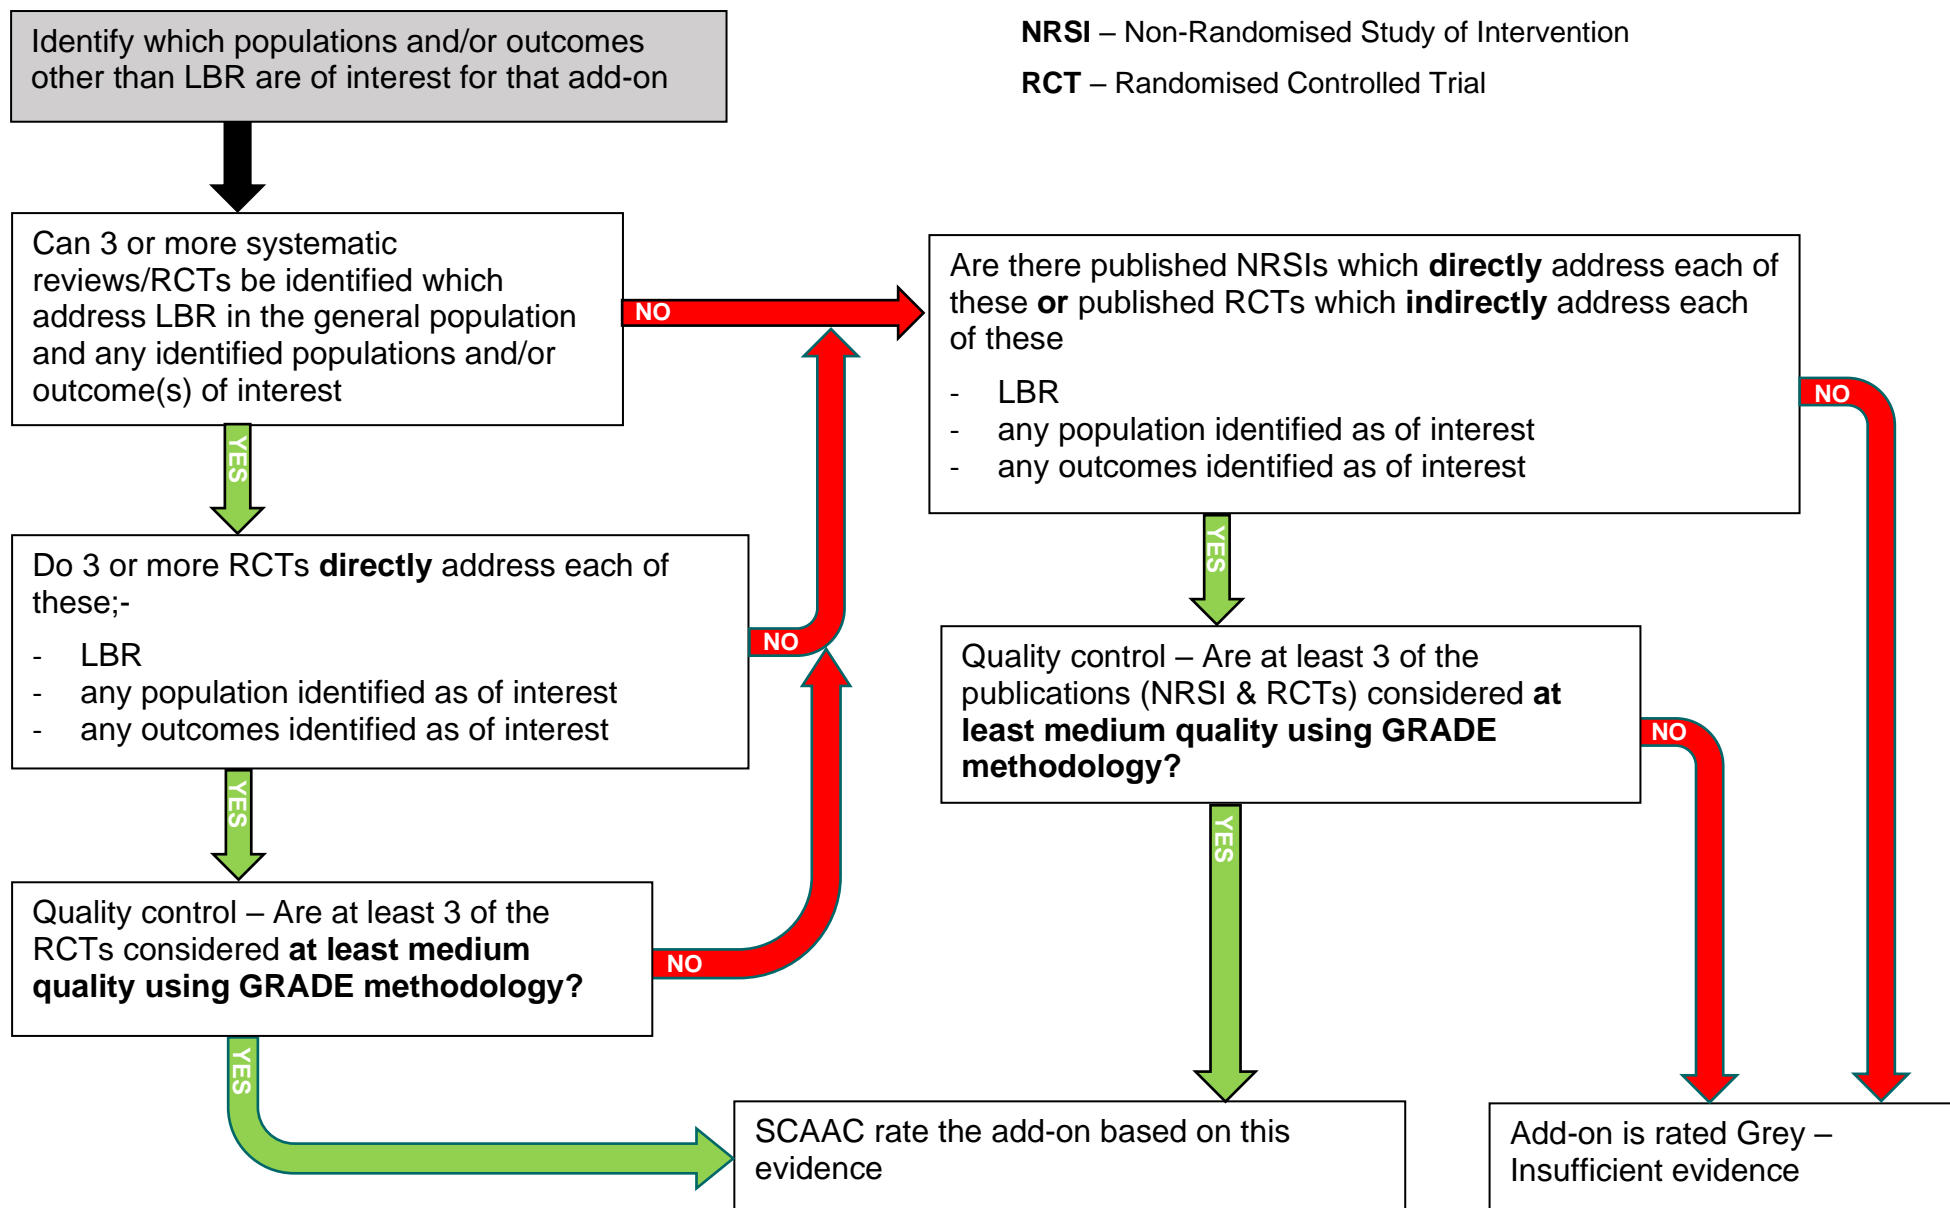 Identify which populations and/or outcomes
other than LBR are of interest for that add-on
NRSI – Non-Randomised Study of Intervention
RCT – Randomised Controlled Trial
Can 3 or more systematic
reviews/RCTs be identified which
address LBR in the general population
and any identified populations and/or
outcome(s) of interest
NO
YES
Do 3 or more RCTs directly address each of
these;-
- LBR
- any population identified as of interest
- any outcomes identified as of interest
NO
YES
Quality control – Are at least 3 of the
RCTs considered at least medium
quality using GRADE methodology?
NO
YES
Are there published NRSIs which directly address each of
these or published RCTs which indirectly address each
of these
- LBR
- any population identified as of interest
- any outcomes identified as of interest
NO
YES
Quality control – Are at least 3 of the
publications (NRSI & RCTs) considered at
least medium quality using GRADE
methodology?
NO
YES
SCAAC rate the add-on based on this
evidence
Add-on is rated Grey –
Insufficient evidence